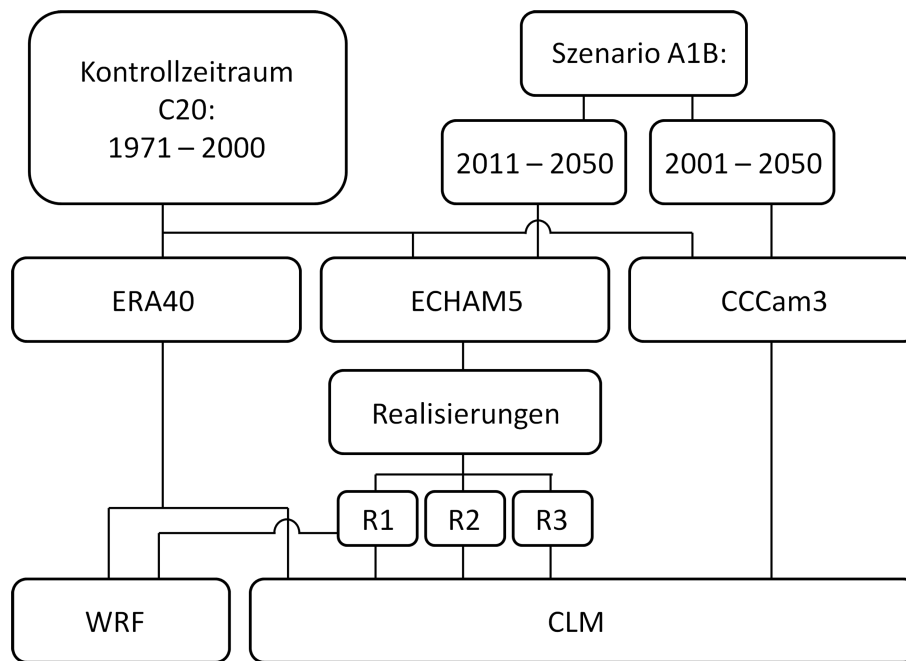 Kontrollzeitraum
C20:
1971 – 2000
Szenario A1B:
2011 – 2050
2001 – 2050
ERA40
ECHAM5
CCCam3
Realisierungen
R1
R2
R3
WRF
CLM